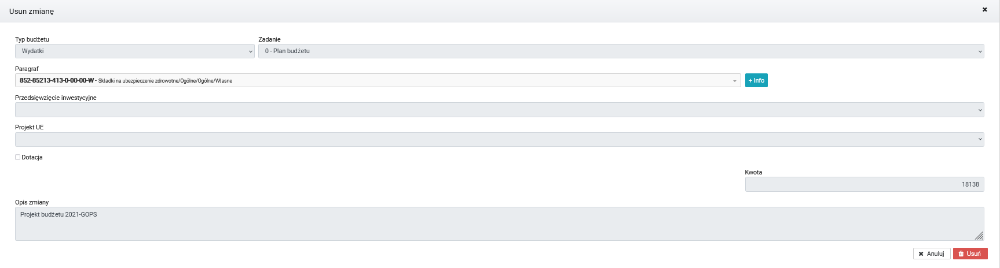 Usun zmianę
Typ budżetu
Zadanie
Wydatki
0 - Plan budżetu
Paragraf
852-85213-413-0-00-00-W - Składki na ubezpieczenie zdrowotne/Ogólne/Ogólne/Własne
+ Info
Przedsięwzięcie inwestycyjne
Projekt UE
Dotacja
Kwota
18138
Opis zmiany
Projekt budżetu 2021-GOPS
Anuluj
Usuń